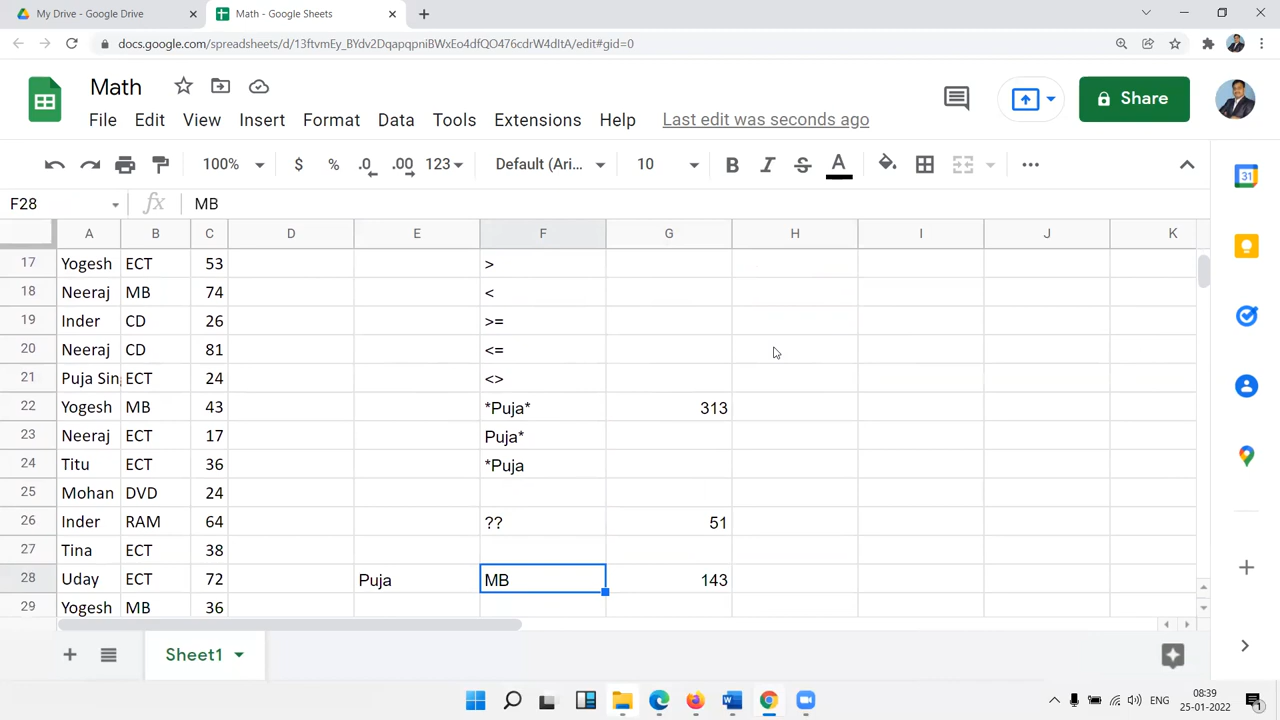 My Drive - Google Drive
Math - Google Sheets
docs.google.com/spreadsheets/d/13ftvmEy_BYdv2DqapqpniBWxEo4dfQO476cdrW4dItA/edit#gid=0
Math
File Edit View Insert Format Data Tools Extensions Help Last edit was seconds ago
Share
100% $ % .0 .00 123 Default (Ari... 10 B I S A
F28 fx MB
A B C D E F G H I J K
17 Yogesh ECT 53 >
18 Neeraj MB 74 <
19 Inder CD 26 >=
20 Neeraj CD 81 <=
21 Puja Sin ECT 24 <>
22 Yogesh MB 43 *Puja* 313
23 Neeraj ECT 17 Puja*
24 Titu ECT 36 *Puja
25 Mohan DVD 24
26 Inder RAM 64 ?? 51
27 Tina ECT 38
28 Uday ECT 72 Puja MB 143
29 Yogesh MB 36
Sheet1
31
ENG
08:39
25-01-2022
1